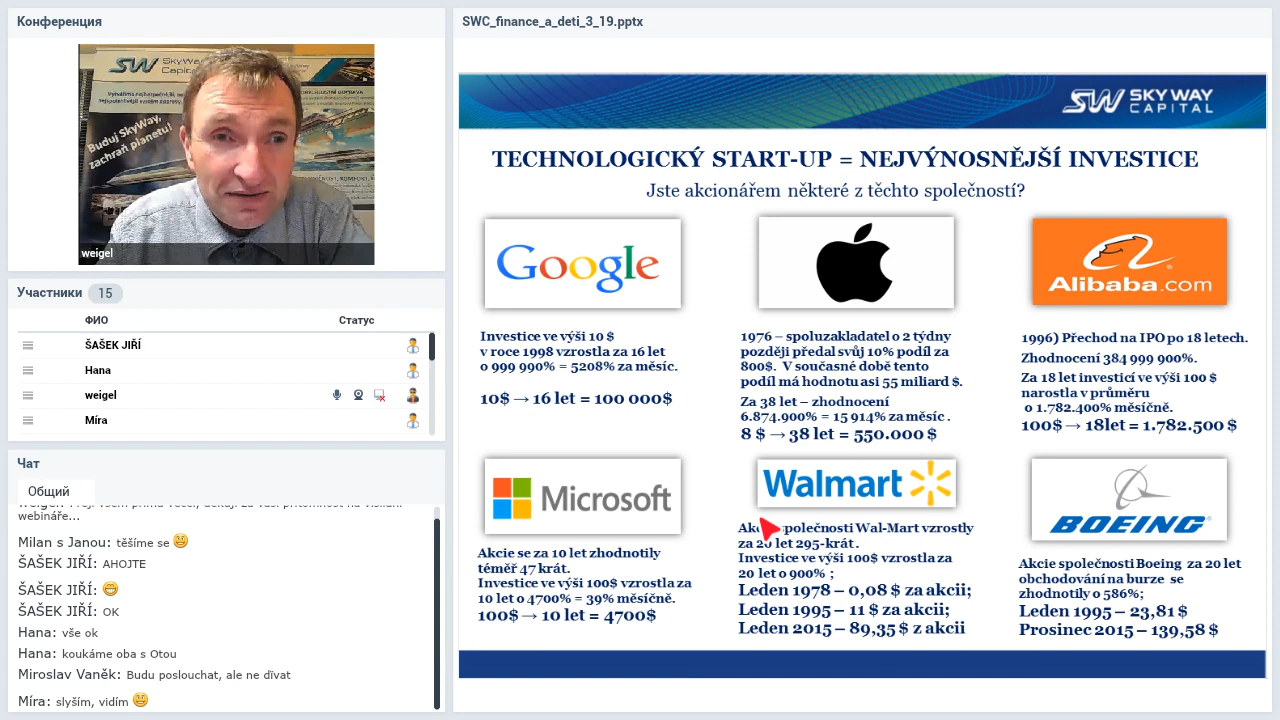 Конференция
SW SkyWay Capital
Buduj SkyWay,
zachraň planetu!
weigel
Участники 15
ФИО Статус
ŠAŠEK JIŘÍ
Hana
weigel
Míra
Чат
Общий
webináře...
Milan s Janou: těšíme se
ŠAŠEK JIŘÍ: AHOJTE
ŠAŠEK JIŘÍ:
ŠAŠEK JIŘÍ: OK
Hana: vše ok
Hana: koukáme oba s Otou
Miroslav Vaněk: Budu poslouchat, ale ne dívat
Míra: slyším, vidím
SWC_finance_a_deti_3_19.pptx
SW SKY WAY
CAPITAL
TECHNOLOGICKÝ START-UP = NEJVÝNOSNĚJŠÍ INVESTICE
Jste akcionářem některé z těchto společností?
Google
Investice ve výši 10 $
v roce 1998 vzrostla za 16 let
o 999 990% = 5208% za měsíc.
10$ → 16 let = 100 000$
1976 – spoluzakladatel o 2 týdny
později předal svůj 10% podíl za
800$. V současné době tento
podíl má hodnotu asi 55 miliard $.
Za 38 let – zhodnocení
6.874.900% = 15 914% za měsíc .
8 $ → 38 let = 550.000 $
Alibaba.com
1996) Přechod na IPO po 18 letech.
Zhodnocení 384 999 900%.
Za 18 let investicí ve výši 100 $
narostla v průměru
o 1.782.400% měsíčně.
100$ → 18let = 1.782.500 $
Microsoft
Akcie se za 10 let zhodnotily
téměř 47 krát.
Investice ve výši 100$ vzrostla za
10 let o 4700% = 39% měsíčně.
100$ → 10 let = 4700$
Walmart
společnosti Wal-Mart vzrostly
za 20 let 295-krát .
Investice ve výši 100$ vzrostla za
20 let o 900% ;
Leden 1978 – 0,08 $ za akcii;
Leden 1995 – 11 $ za akcii;
Leden 2015 – 89,35 $ z akcii
BOEING
Akcie společnosti Boeing za 20 let
obchodování na burze se
zhodnotily o 586%;
Leden 1995 – 23,81 $
Prosinec 2015 – 139,58 $